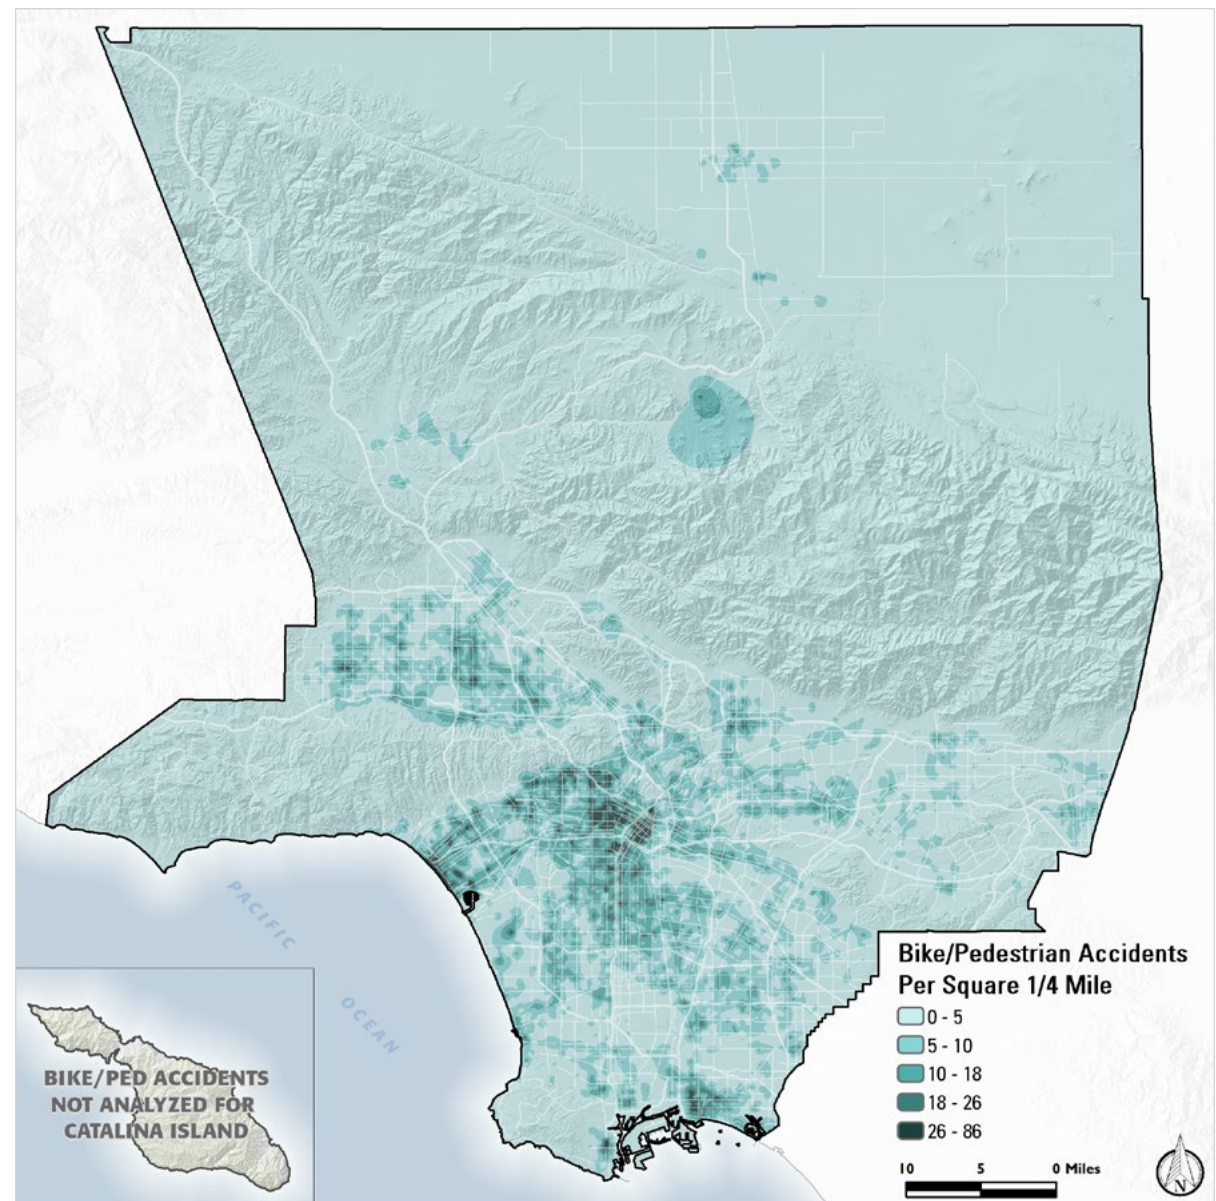 PACIFIC
OCEAN
BIKE/PED ACCIDENTS
NOT ANALYZED FOR
CATALINA ISLAND
Bike/Pedestrian Accidents
Per Square 1/4 Mile
0 - 5
5 - 10
10 - 18
18 - 26
26 - 86
10 5 0 Miles
N